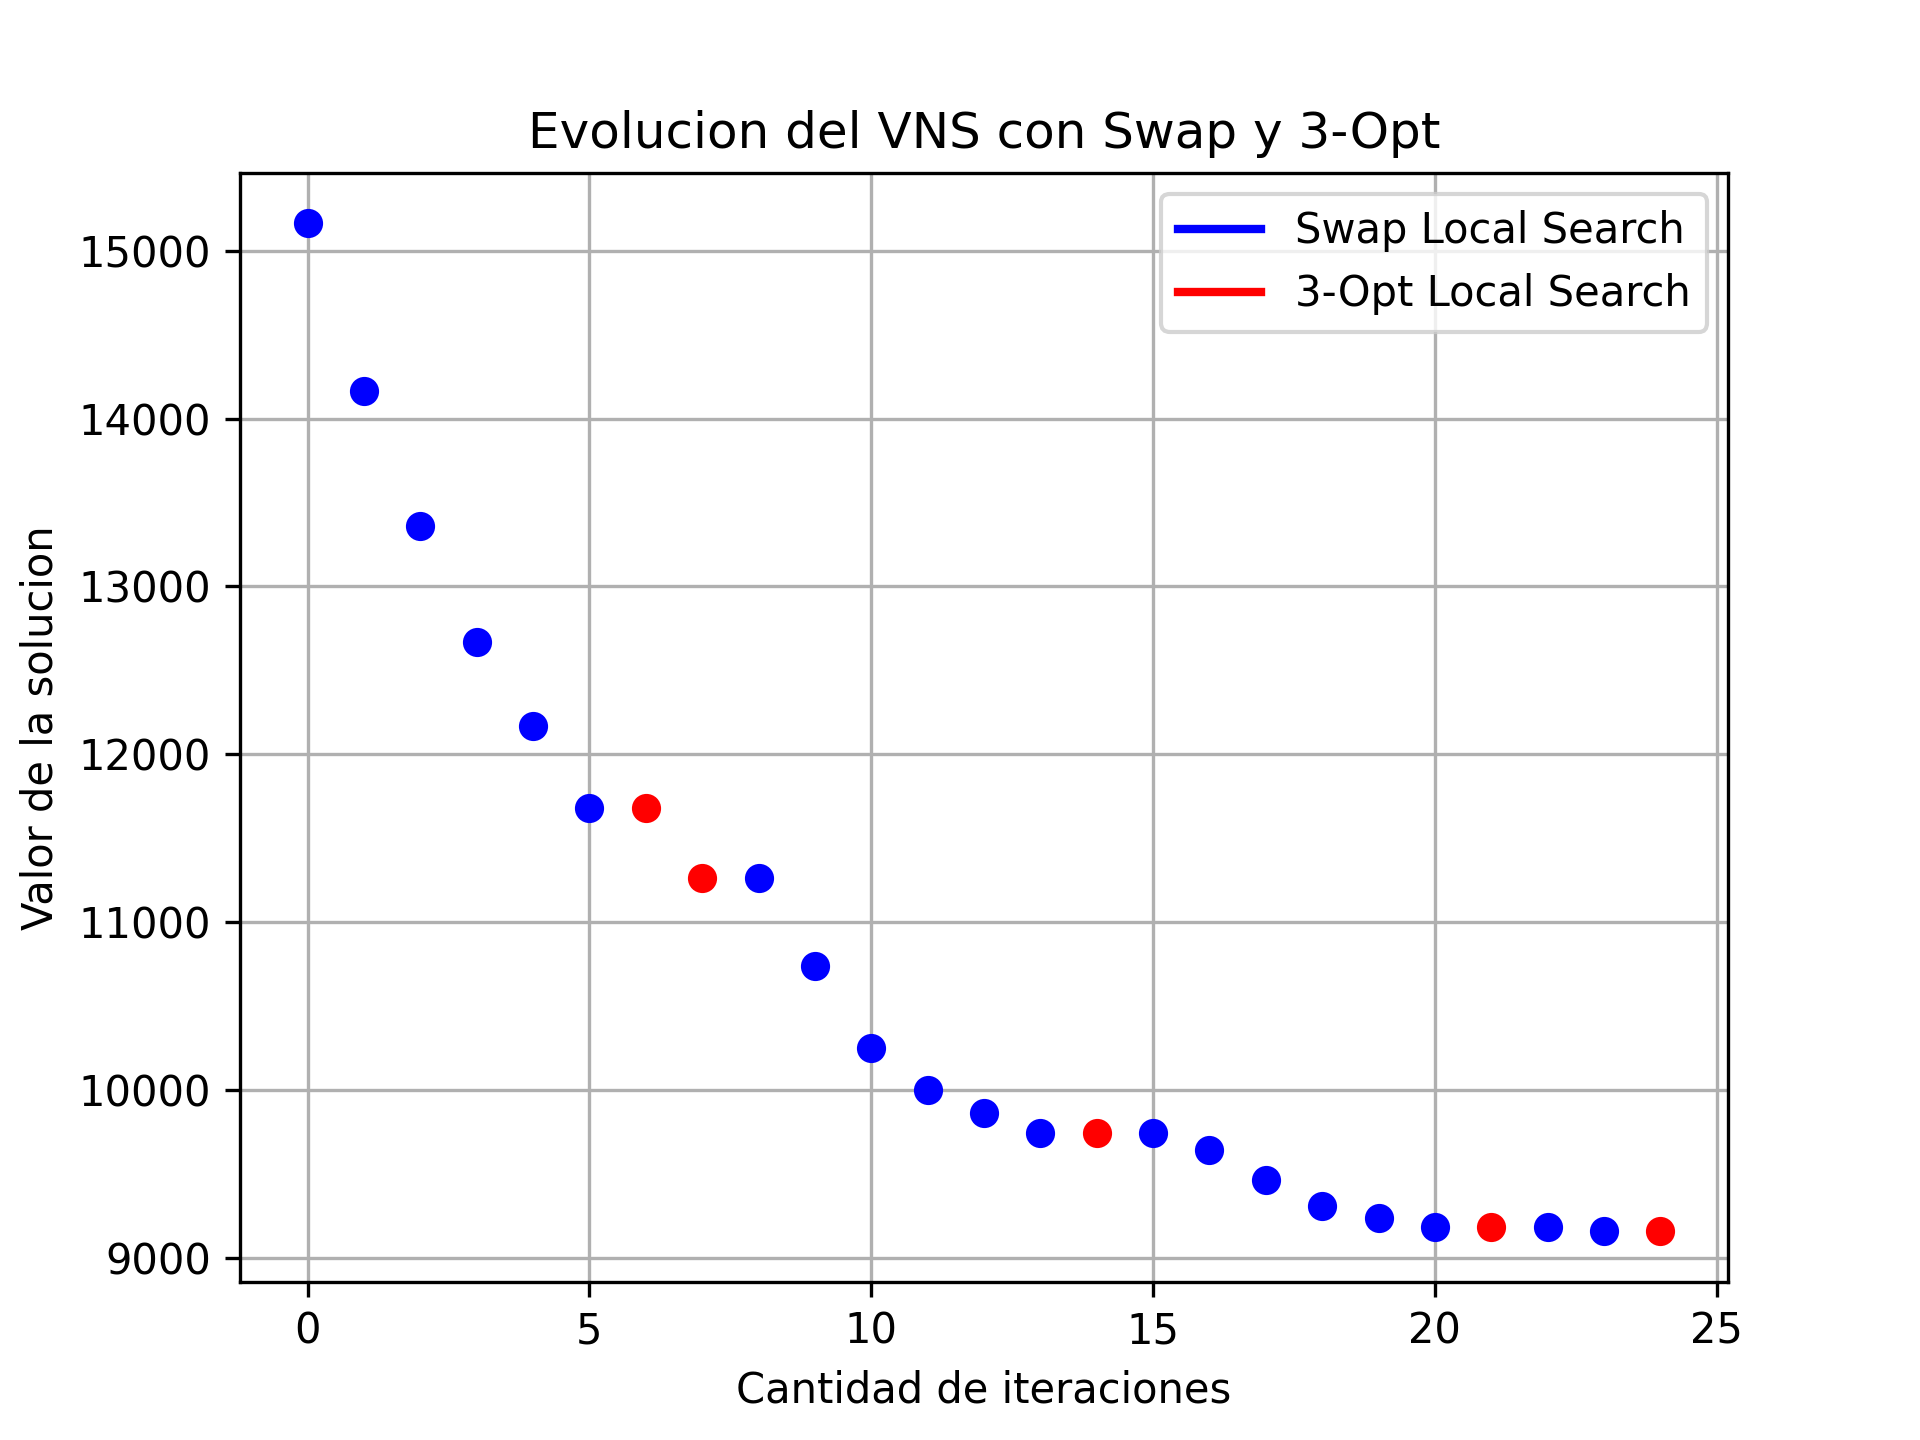 Evolucion del VNS con Swap y 3-Opt
Swap Local Search
3-Opt Local Search
Valor de la solucion
15000
14000
13000
12000
11000
10000
9000
0 5 10 15 20 25
Cantidad de iteraciones